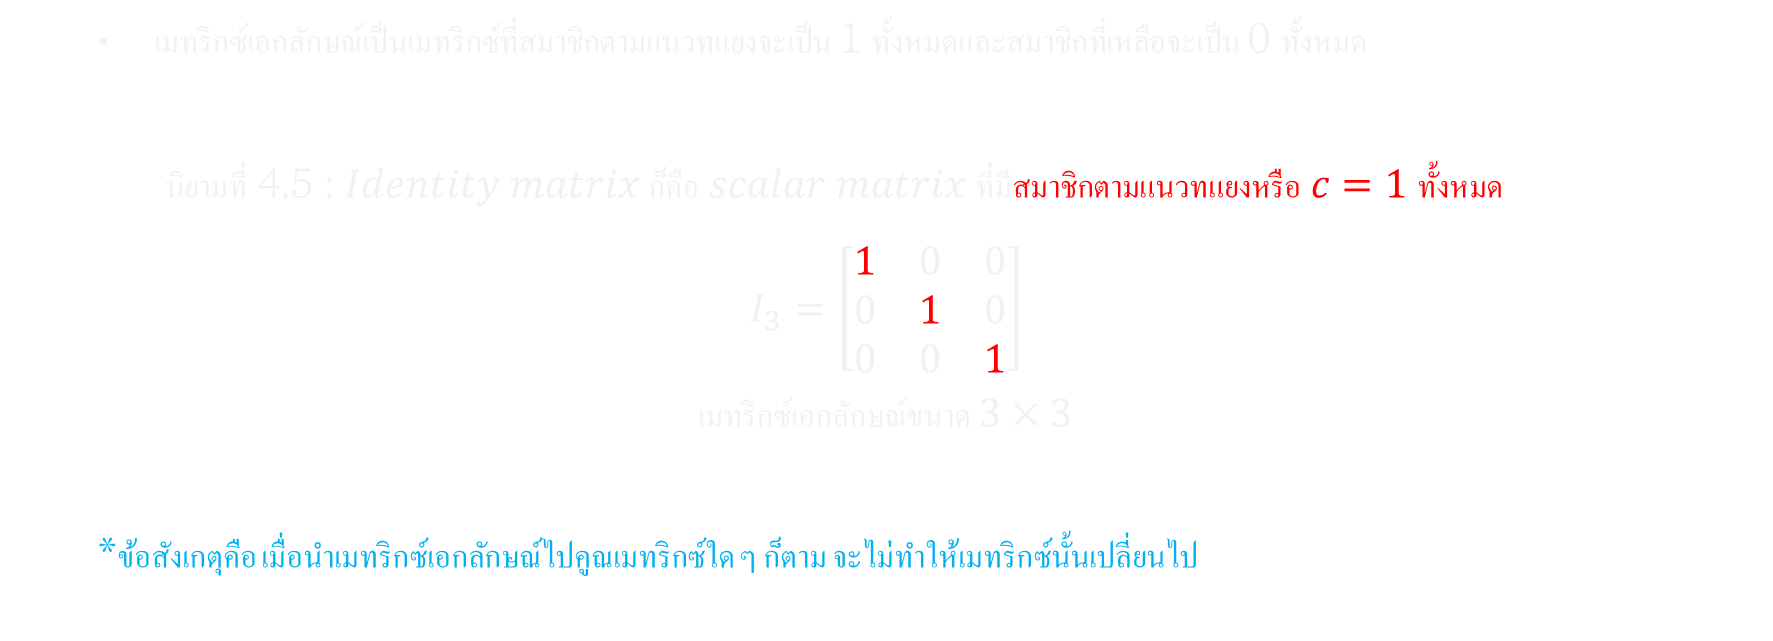 • เมทริกซ์เอกลักษณ์เป็นเมทริกซ์ที่สมาชิกตามแนวทแยงจะเป็น 1 ทั้งหมดและสมาชิกที่เหลือจะเป็น 0 ทั้งหมด
นิยามที่ 4.5 : Identity matrix ก็คือ scalar matrix ที่มีสมาชิกตามแนวทแยงหรือ c = 1 ทั้งหมด
1 0 0
I₃ = 0 1 0
0 0 1
เมทริกซ์เอกลักษณ์ขนาด 3 × 3
*ข้อสังเกตุคือ เมื่อนำเมทริกซ์เอกลักษณ์ไปคูณเมทริกซ์ใด ๆ ก็ตาม จะไม่ทำให้เมทริกซ์นั้นเปลี่ยนไป